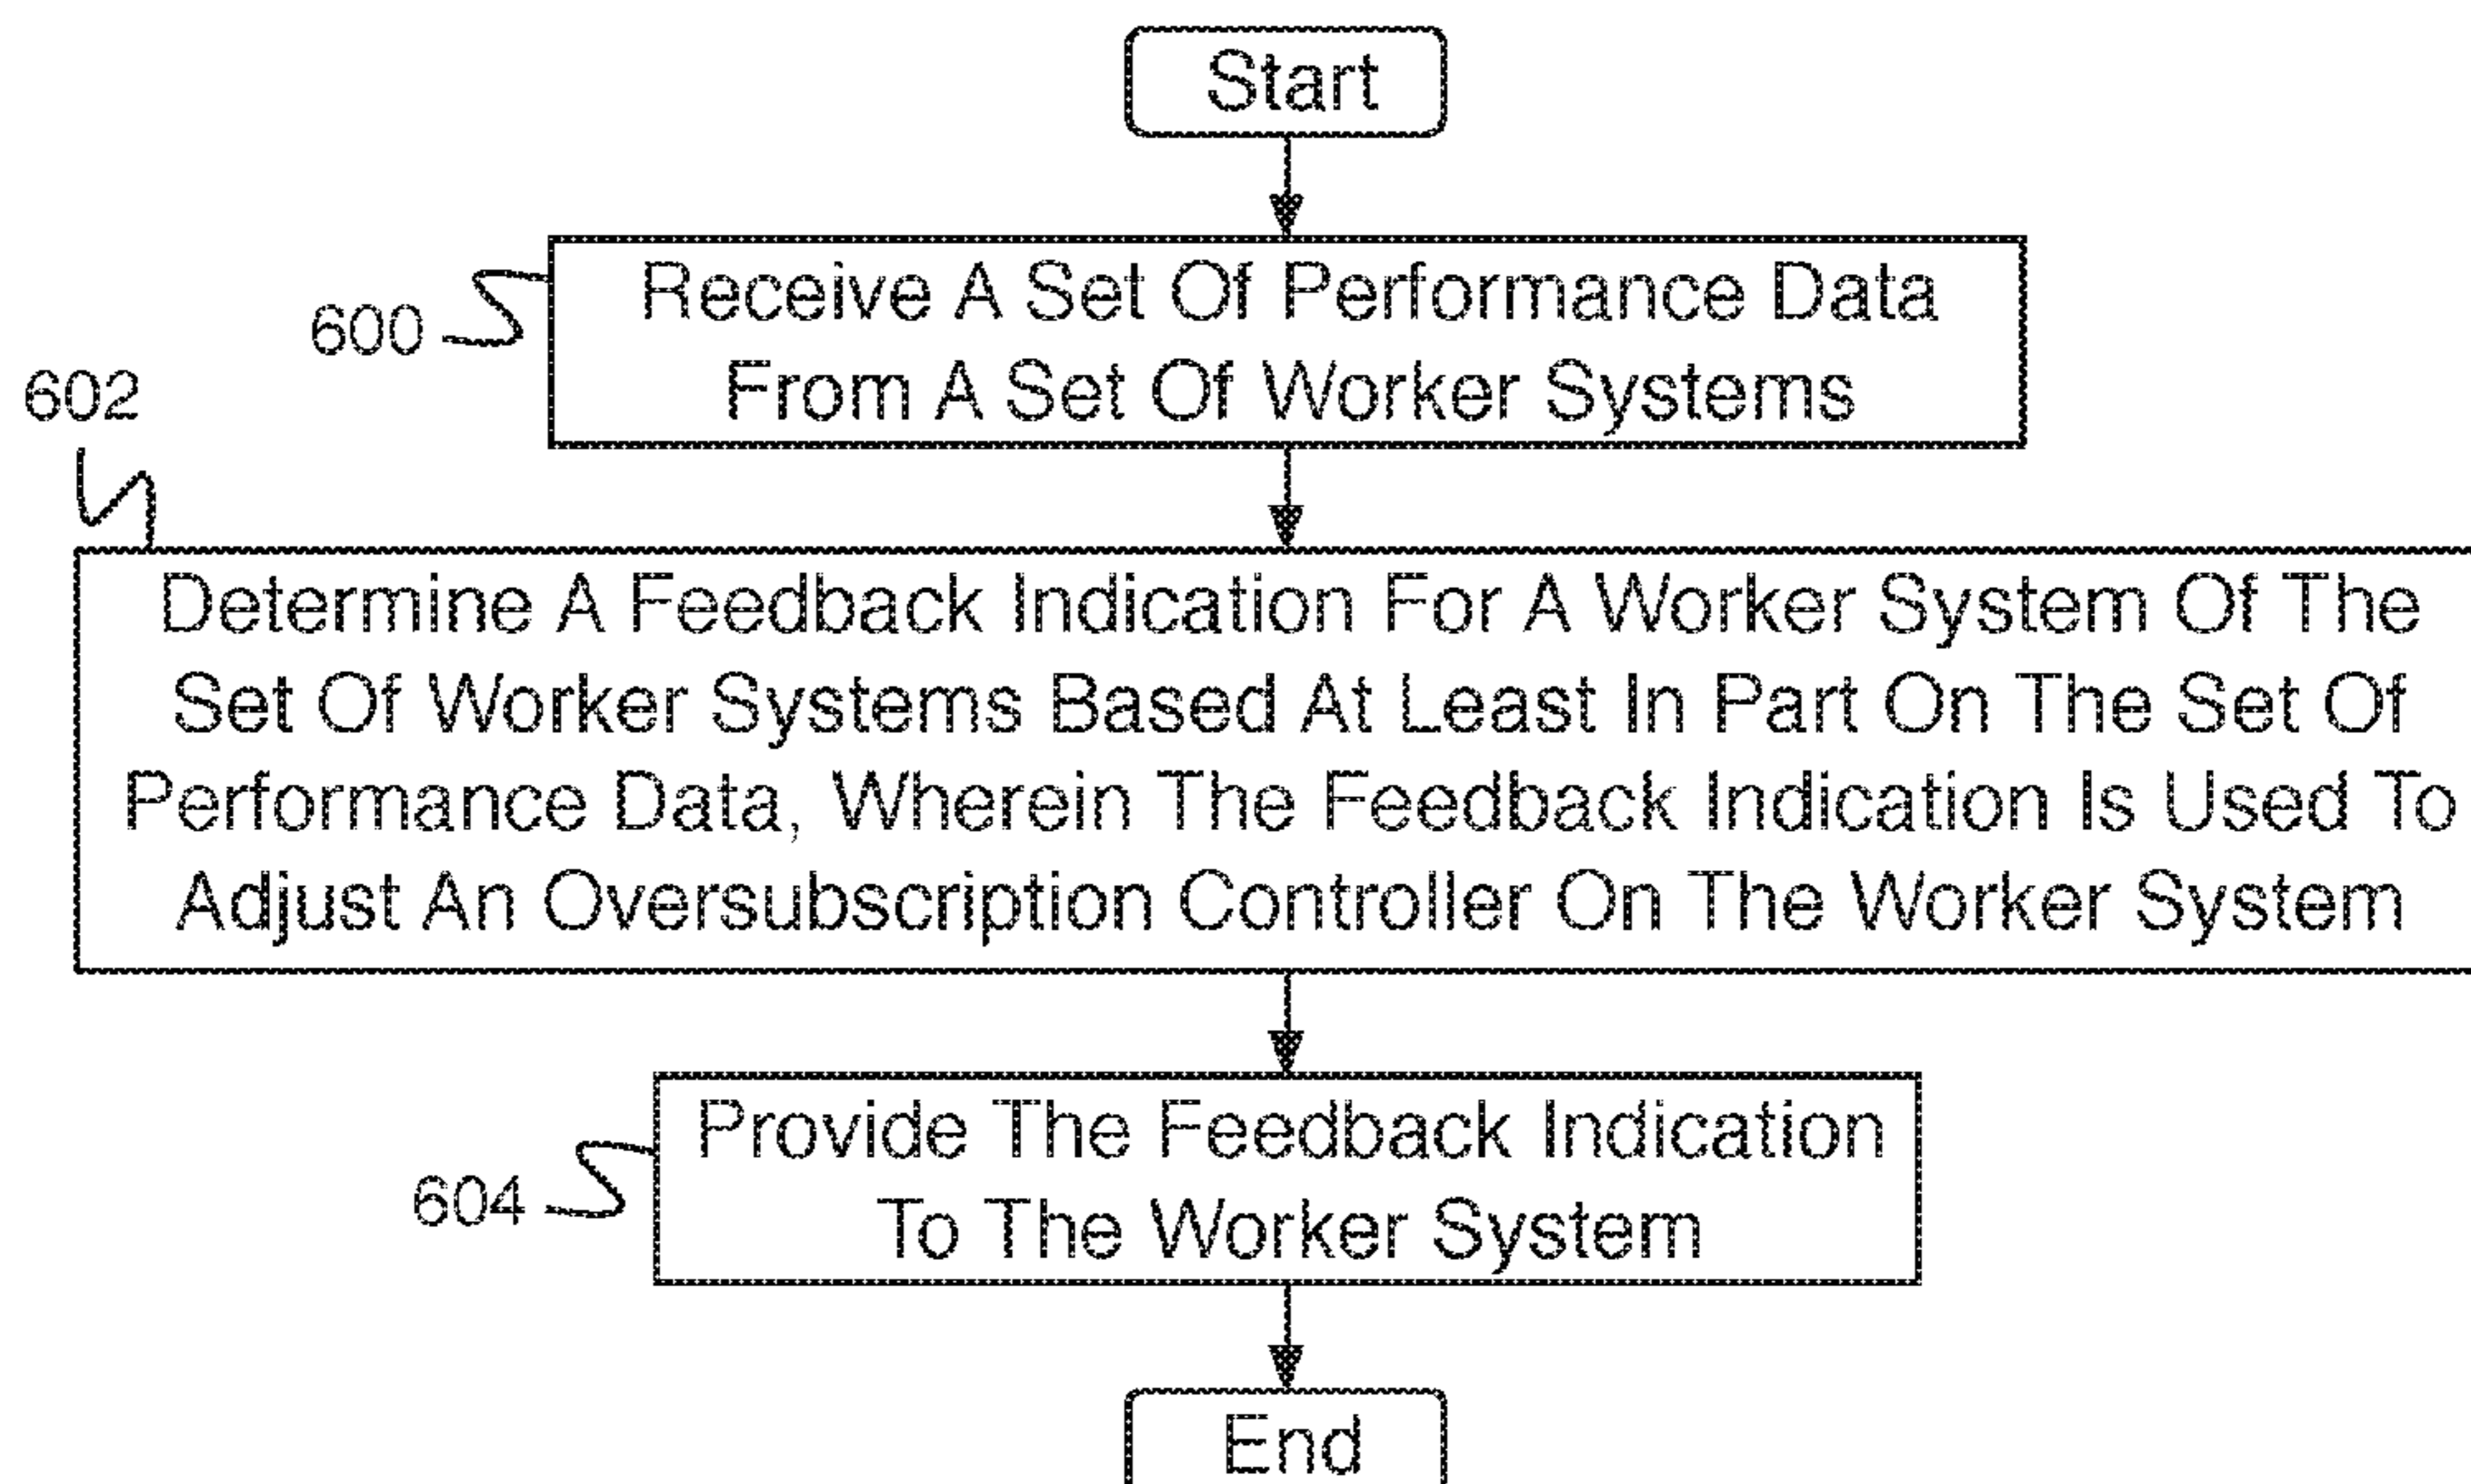 Start
600
Receive A Set Of Performance Data
From A Set Of Worker Systems
602
Determine A Feedback Indication For A Worker System Of The
Set Of Worker Systems Based At Least In Part On The Set Of
Performance Data, Wherein The Feedback Indication Is Used To
Adjust An Oversubscription Controller On The Worker System
604
Provide The Feedback Indication
To The Worker System
End